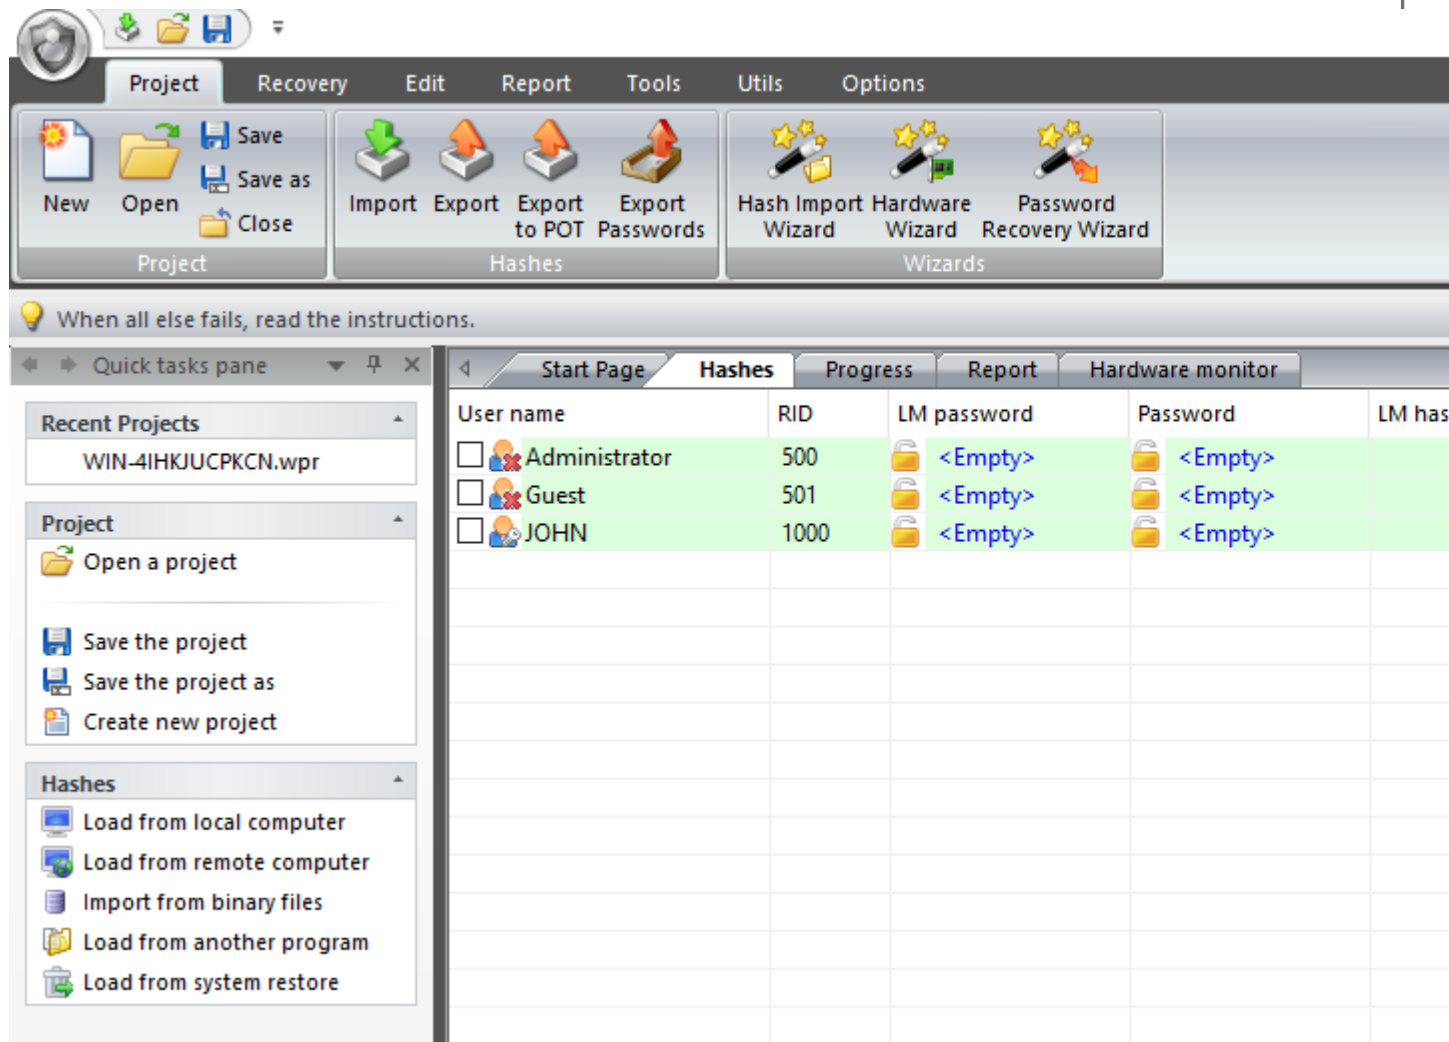 Project Recovery Edit Report Tools Utils Options
New
Open
Save
Save as
Close
Project
Import
Export
Export to POT
Export Passwords
Hashes
Hash Import Wizard
Hardware Wizard
Password Recovery Wizard
Wizards
When all else fails, read the instructions.
Quick tasks pane
Recent Projects
WIN-4IHKJUCPKCN.wpr
Project
Open a project
Save the project
Save the project as
Create new project
Hashes
Load from local computer
Load from remote computer
Import from binary files
Load from another program
Load from system restore
Start Page Hashes Progress Report Hardware monitor
User name RID LM password Password LM has
Administrator 500 <Empty> <Empty>
Guest 501 <Empty> <Empty>
JOHN 1000 <Empty> <Empty>